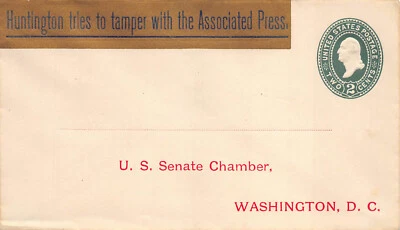 Huntington tries to tamper with the Associated Press.
UNITED STATES POSTAGE
TWO 2 CENTS
U. S. Senate Chamber,
WASHINGTON, D. C.